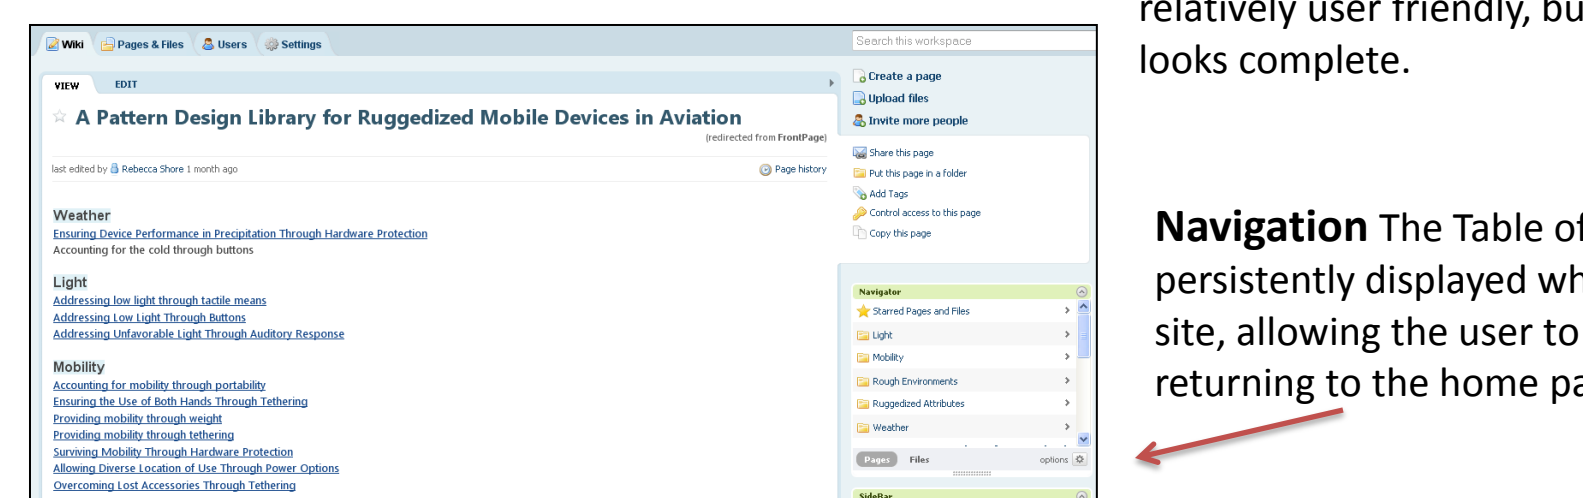 Wiki Pages & Files Users Settings
VIEW EDIT
A Pattern Design Library for Ruggedized Mobile Devices in Aviation
(redirected from FrontPage)
last edited by Rebecca Shore 1 month ago Page history
Weather
Ensuring Device Performance in Precipitation Through Hardware Protection
Accounting for the cold through buttons
Light
Addressing low light through tactile means
Addressing Low Light Through Buttons
Addressing Unfavorable Light Through Auditory Response
Mobility
Accounting for mobility through portability
Ensuring the Use of Both Hands Through Tethering
Providing mobility through weight
Providing mobility through tethering
Surviving Mobility Through Hardware Protection
Allowing Diverse Location of Use Through Power Options
Overcoming Lost Accessories Through Tethering
Search this workspace
Create a page
Upload files
Invite more people
Share this page
Put this page in a folder
Add Tags
Control access to this page
Copy this page
Navigator
Starred Pages and Files
Light
Mobility
Rough Environments
Ruggedized Attributes
Weather
Pages Files options
SideBar
relatively user friendly, bu
looks complete.
Navigation The Table of
persistently displayed wh
site, allowing the user to
returning to the home pa